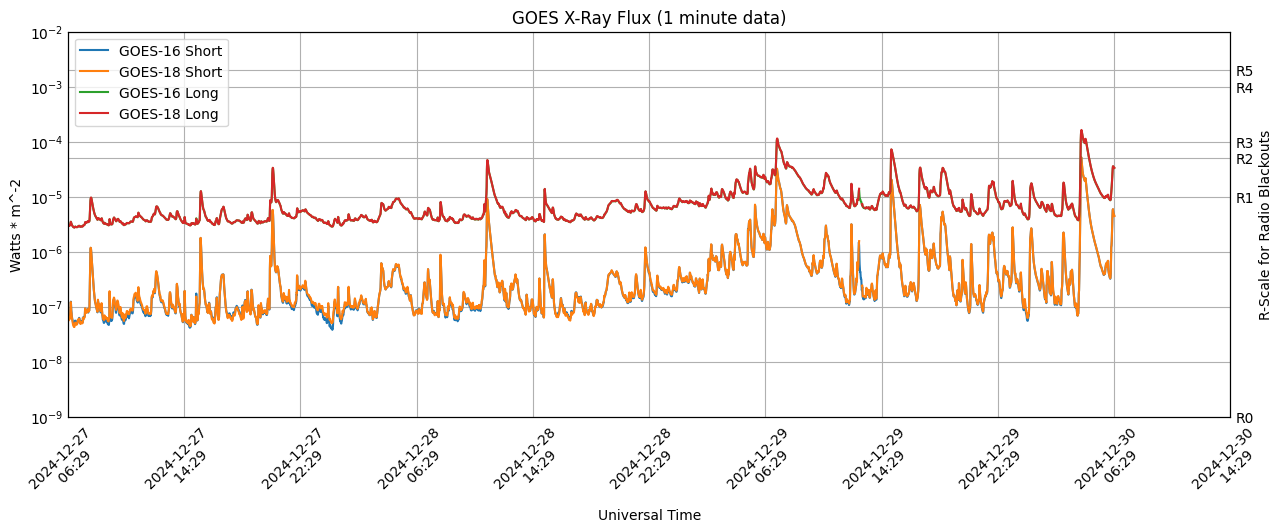 GOES X-Ray Flux (1 minute data)
GOES-16 Short
GOES-18 Short
GOES-16 Long
GOES-18 Long
Watts * m^-2
10⁻²
10⁻³
10⁻⁴
10⁻⁵
10⁻⁶
10⁻⁷
10⁻⁸
10⁻⁹
R5
R4
R3
R2
R1
R0
R-Scale for Radio Blackouts
2024-12-27
06:29
2024-12-27
14:29
2024-12-27
22:29
2024-12-28
06:29
2024-12-28
14:29
2024-12-28
22:29
2024-12-29
06:29
2024-12-29
14:29
2024-12-29
22:29
2024-12-30
06:29
2024-12-30
14:29
Universal Time